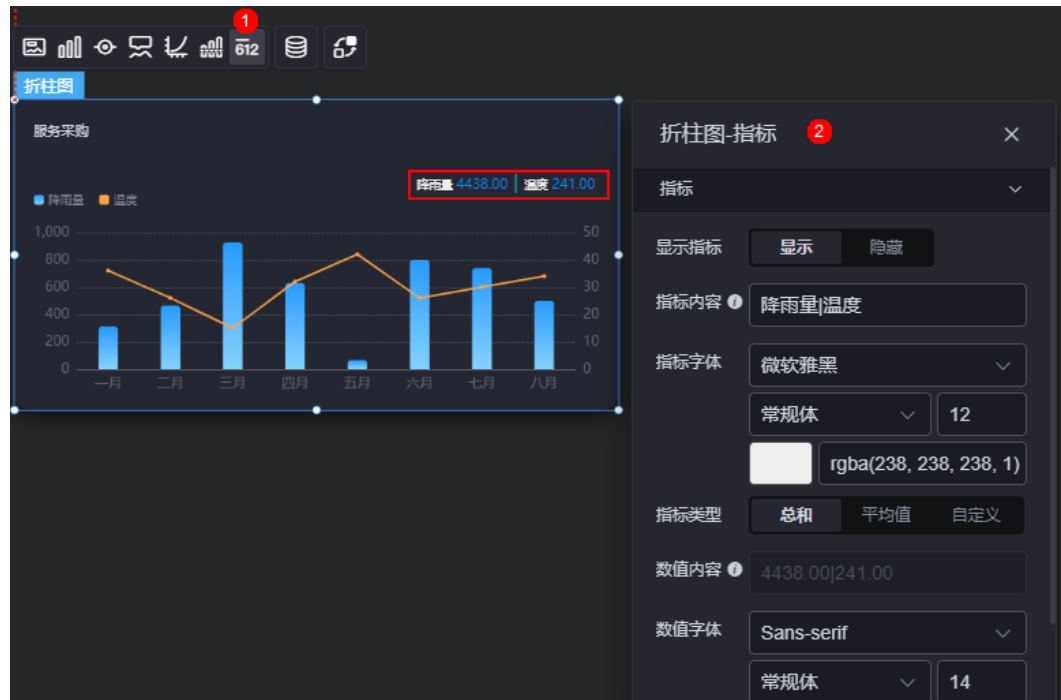 1
612
折柱图
服务采购
降雨量 4438.00 | 温度 241.00
降雨量 温度
1,000 50
800 40
600 30
400 20
200 10
0 0
一月 二月 三月 四月 五月 六月 七月 八月
折柱图-指标 2 ×
指标
显示指标 显示 隐藏
指标内容 降雨量|温度
指标字体 微软雅黑
常规体 12
rgba(238, 238, 238, 1)
指标类型 总和 平均值 自定义
数值内容 4438.00|241.00
数值字体 Sans-serif
常规体 14